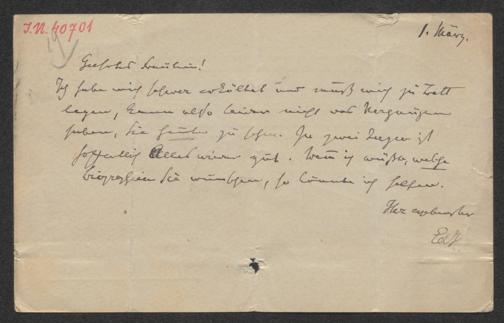 I.N. 40701
1. März.
Geehrtes Fräulein!
Ich habe mich schwer erkältet und muß mich zu Bett
legen, kann also leider nicht das Vergnügen
haben, Sie heute zu sehen. In zwei Tagen ist
hoffentlich Alles wieder gut. Wenn ich wüßte, welche
Biographien Sie wünschen, so könnte ich helfen.
Ihr ergebenster